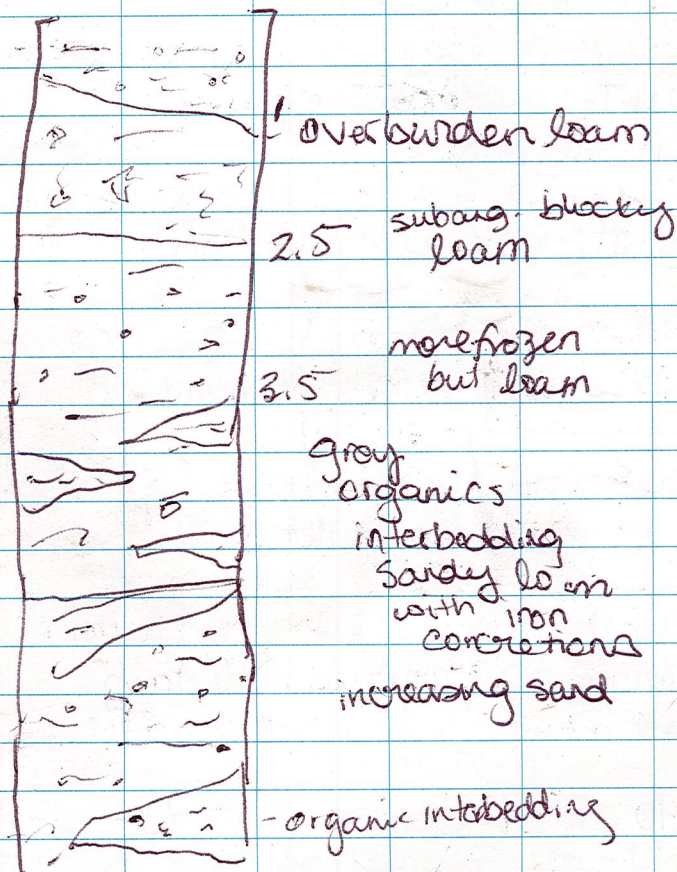 1' overburden loam
subang. blocky
2.5 loam
more frozen
3.5 but loam
gray
organics
interbedding
sandy loam
with iron
concretions
increasing sand
- organic interbedding